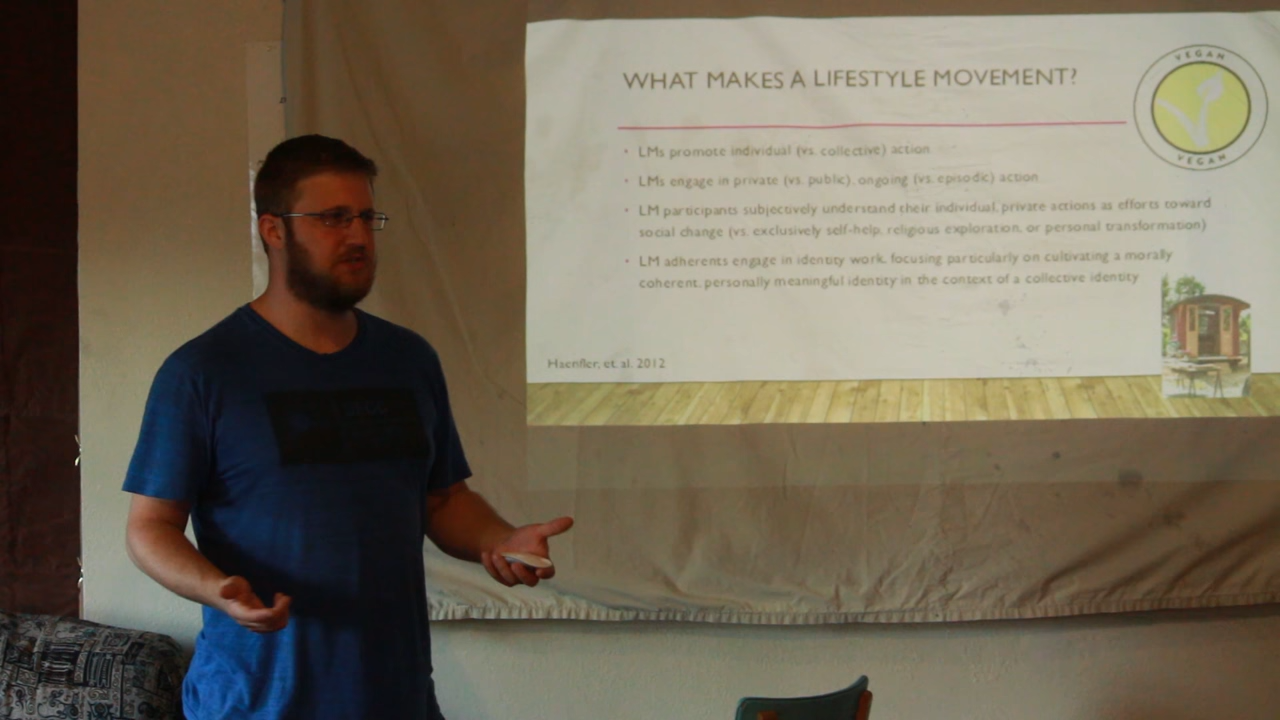 WHAT MAKES A LIFESTYLE MOVEMENT?
VEGAN
VEGAN
• LMs promote individual (vs. collective) action
• LMs engage in private (vs. public), ongoing (vs. episodic) action
• LM participants subjectively understand their individual, private actions as efforts toward
social change (vs. exclusively self-help, religious exploration, or personal transformation)
• LM adherents engage in identity work, focusing particularly on cultivating a morally
coherent, personally meaningful identity in the context of a collective identity
Haenfler, et. al. 2012